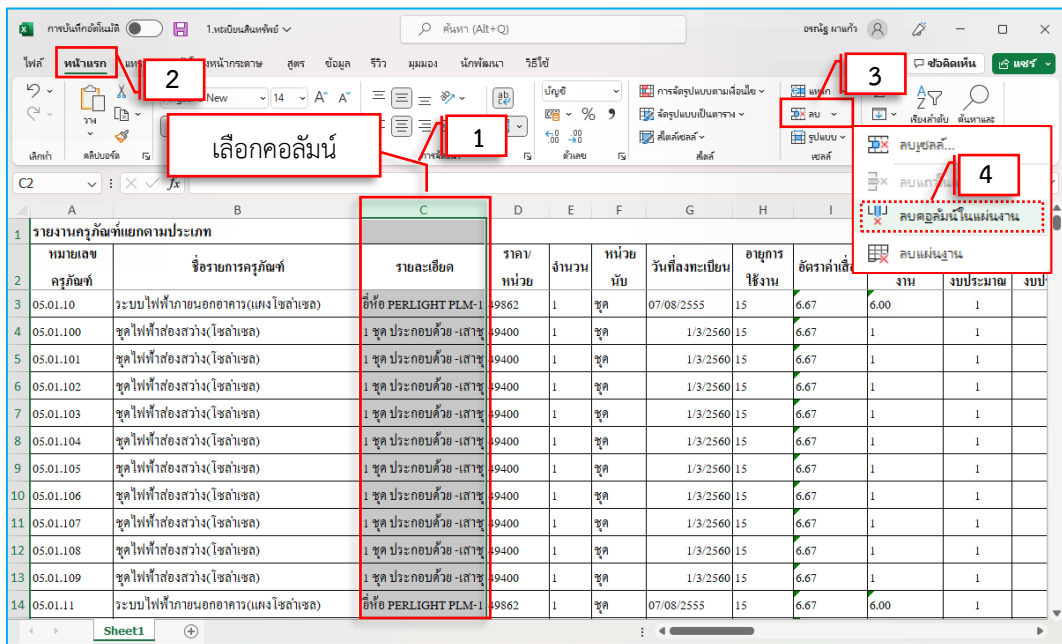 การบันทึกอัตโนมัติ 1.ทะเบียนสินทรัพย์ ค้นหา (Alt+Q) อรณัฐ ผาแก้ว
ไฟล์ หน้าแรก แทรก หน้ากระดาษ สูตร ข้อมูล รีวิว มุมมอง นักพัฒนา วิธีใช้ ข้อคิดเห็น แชร์
2
3
New 14 บัญชี การจัดรูปแบบตามเงื่อนไข แทรก
วาง 1 จัดรูปแบบเป็นตาราง ลบ เรียงลำดับ ค้นหาและ
เลือกคอลัมน์ สไตล์เซลล์ รูปแบบ
เลิกทำ คลิปบอร์ด ตัวเลข สไตล์ เซลล์
ลบเซลล์...
4
ลบคอลัมน์ในแผ่นงาน
ลบแผ่นงาน
C2 fx
A B C D E F G H I
1 รายงานครุภัณฑ์แยกตามประเภท
2 หมายเลขครุภัณฑ์ ชื่อรายการครุภัณฑ์ รายละเอียด ราคา/หน่วย จำนวน หน่วยนับ วันที่ลงทะเบียน อายุการใช้งาน อัตราค่าเสื่อ งาน งบประมาณ งบป
3 05.01.10 ระบบไฟฟ้าภายนอกอาคาร(แผงโซล่าเซล) ยี่ห้อ PERLIGHT PLM-1 49862 1 ชุด 07/08/2555 15 6.67 6.00 1
4 05.01.100 ชุดไฟฟ้าส่องสว่าง(โซล่าเซล) 1 ชุด ประกอบด้วย -เสาชุ 49400 1 ชุด 1/3/2560 15 6.67 1 1
5 05.01.101 ชุดไฟฟ้าส่องสว่าง(โซล่าเซล) 1 ชุด ประกอบด้วย -เสาชุ 49400 1 ชุด 1/3/2560 15 6.67 1 1
6 05.01.102 ชุดไฟฟ้าส่องสว่าง(โซล่าเซล) 1 ชุด ประกอบด้วย -เสาชุ 49400 1 ชุด 1/3/2560 15 6.67 1 1
7 05.01.103 ชุดไฟฟ้าส่องสว่าง(โซล่าเซล) 1 ชุด ประกอบด้วย -เสาชุ 49400 1 ชุด 1/3/2560 15 6.67 1 1
8 05.01.104 ชุดไฟฟ้าส่องสว่าง(โซล่าเซล) 1 ชุด ประกอบด้วย -เสาชุ 49400 1 ชุด 1/3/2560 15 6.67 1 1
9 05.01.105 ชุดไฟฟ้าส่องสว่าง(โซล่าเซล) 1 ชุด ประกอบด้วย -เสาชุ 49400 1 ชุด 1/3/2560 15 6.67 1 1
10 05.01.106 ชุดไฟฟ้าส่องสว่าง(โซล่าเซล) 1 ชุด ประกอบด้วย -เสาชุ 49400 1 ชุด 1/3/2560 15 6.67 1 1
11 05.01.107 ชุดไฟฟ้าส่องสว่าง(โซล่าเซล) 1 ชุด ประกอบด้วย -เสาชุ 49400 1 ชุด 1/3/2560 15 6.67 1 1
12 05.01.108 ชุดไฟฟ้าส่องสว่าง(โซล่าเซล) 1 ชุด ประกอบด้วย -เสาชุ 49400 1 ชุด 1/3/2560 15 6.67 1 1
13 05.01.109 ชุดไฟฟ้าส่องสว่าง(โซล่าเซล) 1 ชุด ประกอบด้วย -เสาชุ 49400 1 ชุด 1/3/2560 15 6.67 1 1
14 05.01.11 ระบบไฟฟ้าภายนอกอาคาร(แผงโซล่าเซล) ยี่ห้อ PERLIGHT PLM-1 49862 1 ชุด 07/08/2555 15 6.67 6.00 1
Sheet1